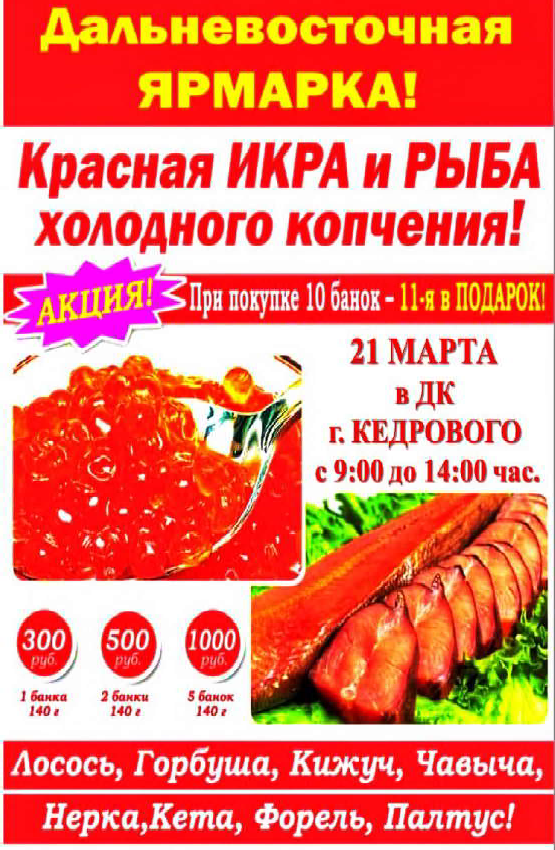 Дальневосточная
ЯРМАРКА!
Красная ИКРА и РЫБА
холодного копчения!
АКЦИЯ!
При покупке 10 банок – 11-я в ПОДАРОК!
21 МАРТА
в ДК
г. КЕДРОВОГО
с 9:00 до 14:00 час.
300 руб.
1 банка
140 г
500 руб.
2 банки
140 г
1000 руб.
5 банок
140 г
Лосось, Горбуша, Кижуч, Чавыча,
Нерка,Кета, Форель, Палтус!